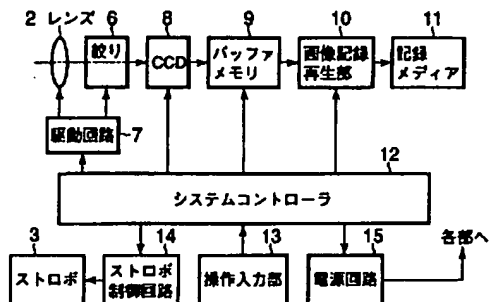 2 レンズ
6
8
9
10
11
絞り
CCD
バッファ
メモリ
画像記録
再生部
記録
メディア
駆動回路
7
12
システムコントローラ
3
14
13
15
各部へ
ストロボ
ストロボ
制御回路
操作入力部
電源回路